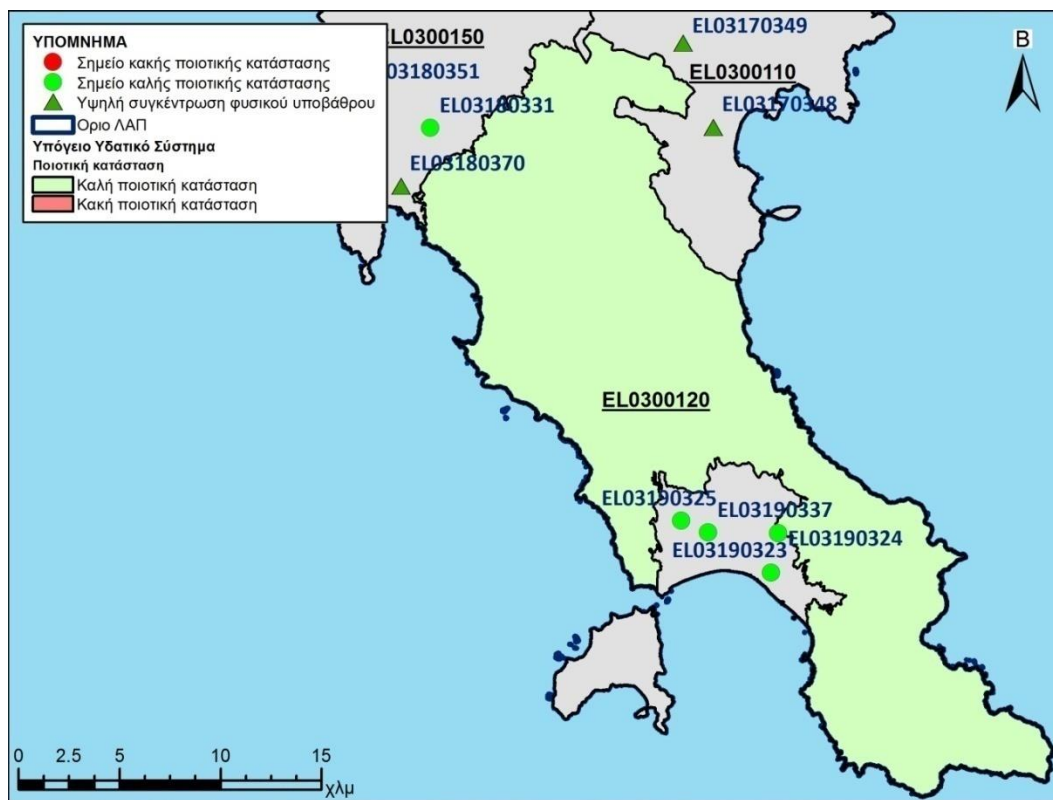 ΥΠΟΜΝΗΜΑ
Σημείο κακής ποιοτικής κατάστασης
Σημείο καλής ποιοτικής κατάστασης
Υψηλή συγκέντρωση φυσικού υποβάθρου
Οριο ΛΑΠ
Υπόγειο Υδατικό Σύστημα
Ποιοτική κατάσταση
Καλή ποιοτική κατάσταση
Κακή ποιοτική κατάσταση
EL0300150
03180351
EL03180331
EL03180370
EL03170349
EL0300110
EL03170348
B
EL0300120
EL03190325
EL03190337
EL03190324
EL03190323
0 2.5 5 10 15
χλμ